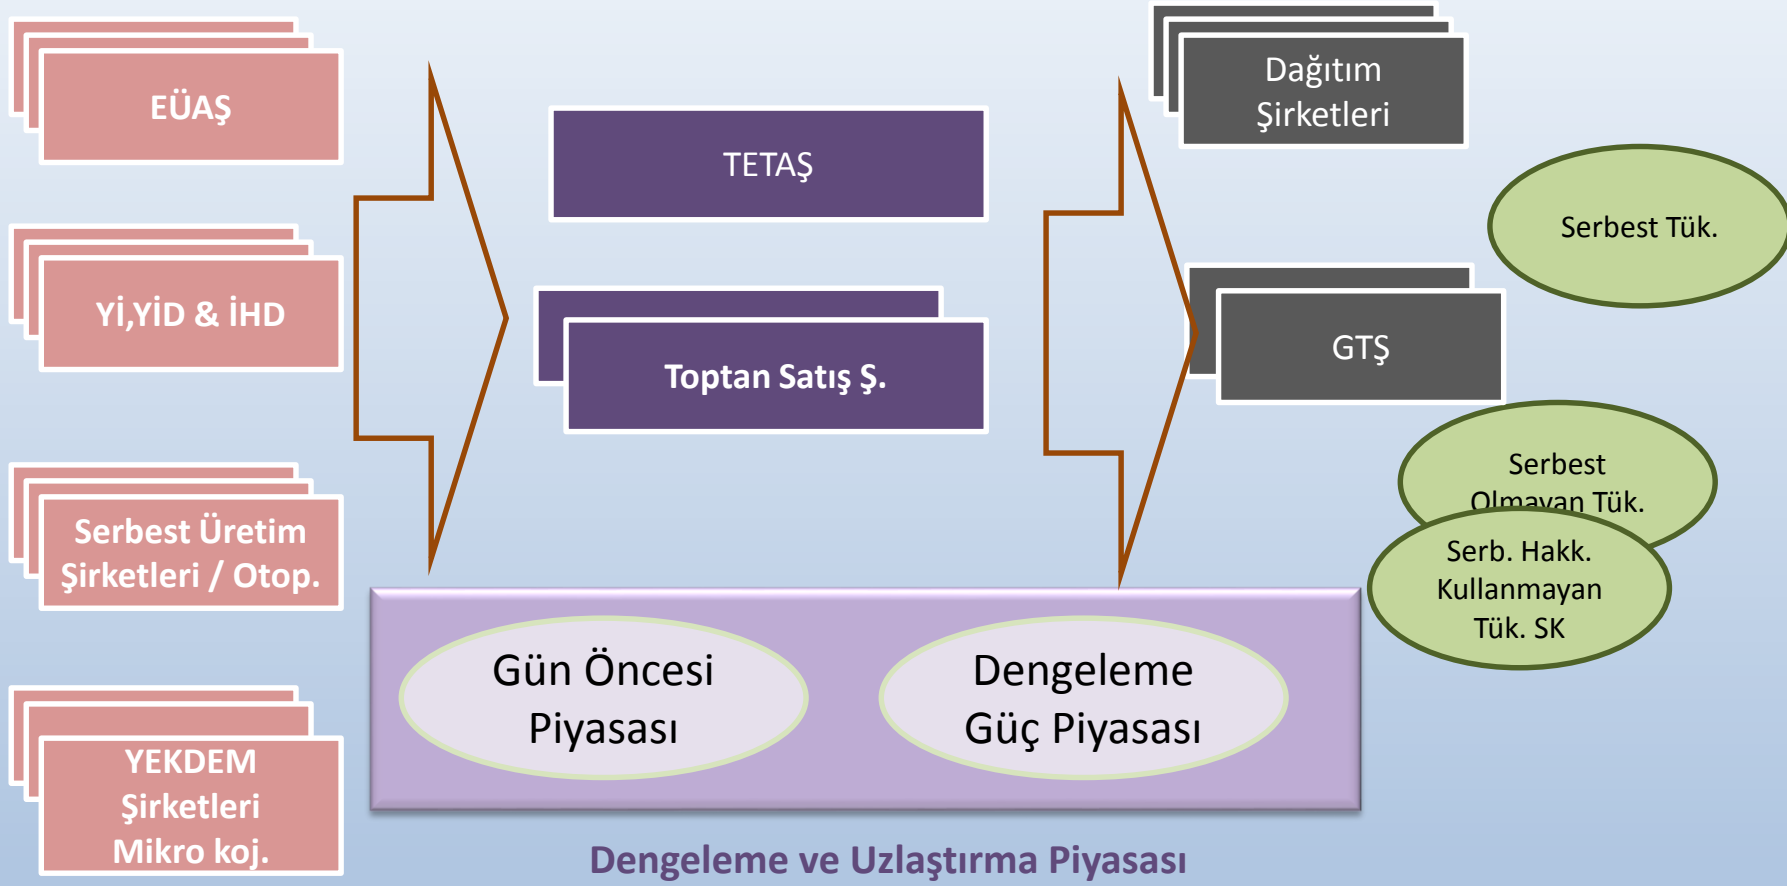 EÜAŞ
Yİ,YİD & İHD
Serbest Üretim
Şirketleri / Otop.
YEKDEM
Şirketleri
Mikro koj.
TETAŞ
Toptan Satış Ş.
Dağıtım
Şirketleri
GTŞ
Serbest Tük.
Serbest
Olmayan Tük.
Serb. Hakk.
Kullanmayan
Tük. SK
Gün Öncesi
Piyasası
Dengeleme
Güç Piyasası
Dengeleme ve Uzlaştırma Piyasası